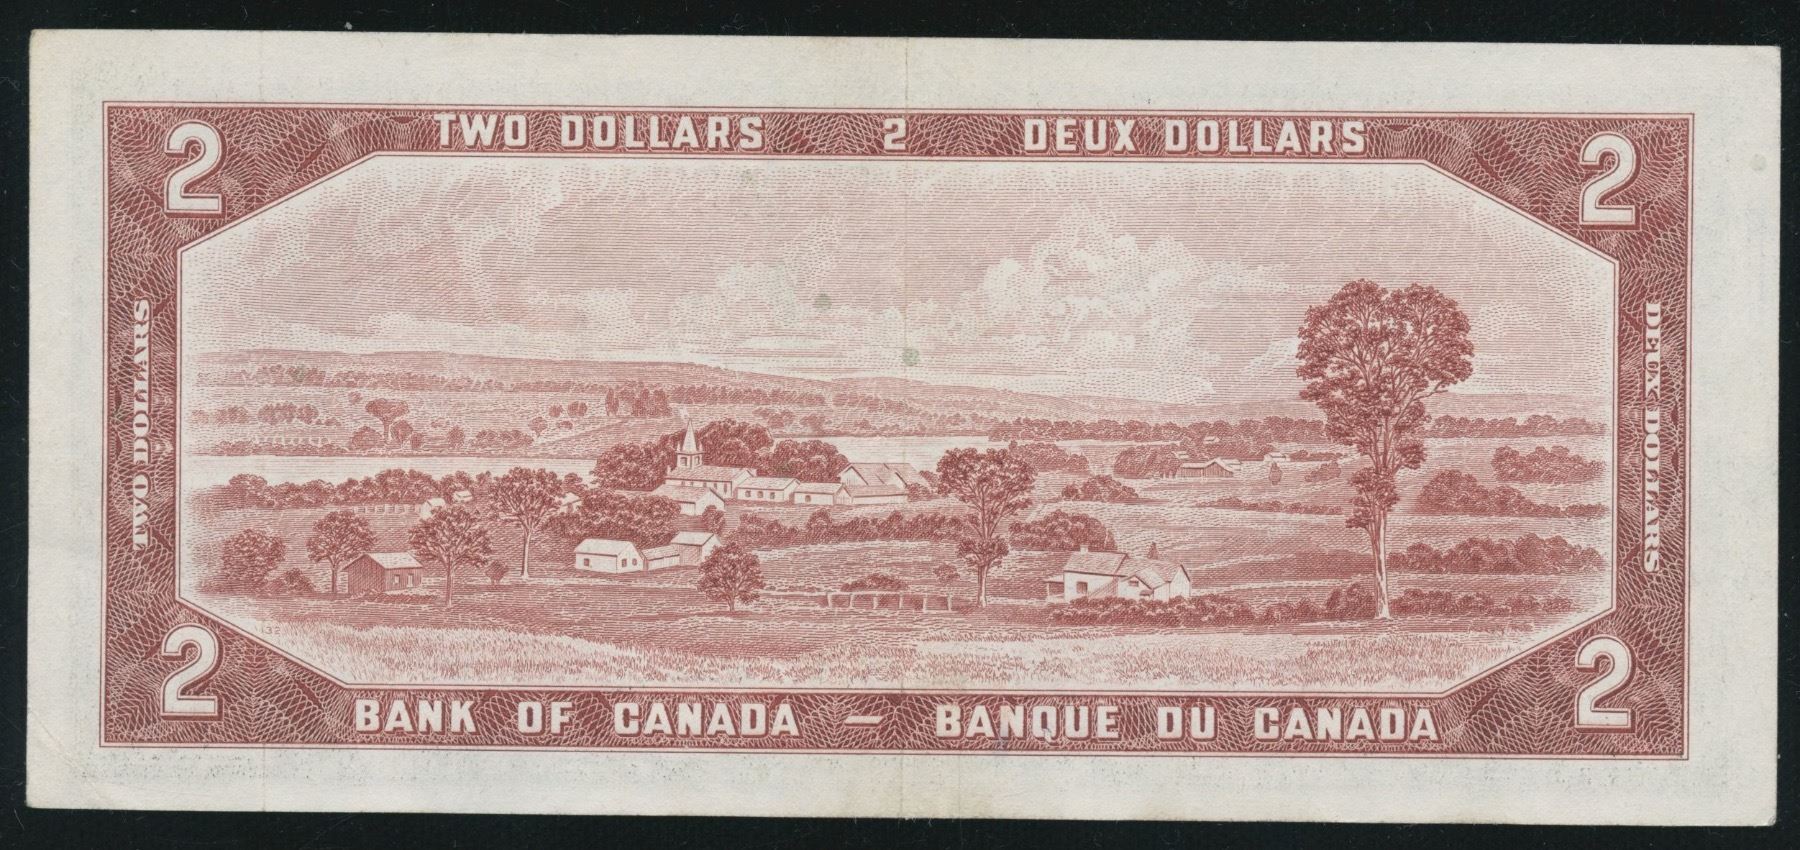 2 TWO DOLLARS 2 DEUX DOLLARS 2
TWO DOLLARS
DEUX DOLLARS
32
2 BANK OF CANADA — BANQUE DU CANADA 2